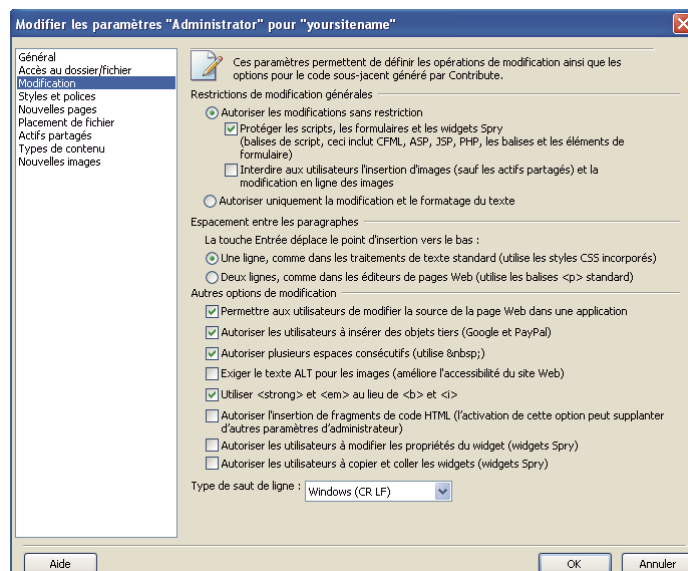 Modifier les paramètres "Administrator" pour "yoursitename"
Général
Accès au dossier/fichier
Modification
Styles et polices
Nouvelles pages
Placement de fichier
Actifs partagés
Types de contenu
Nouvelles images
Ces paramètres permettent de définir les opérations de modification ainsi que les
options pour le code sous-jacent généré par Contribute.
Restrictions de modification générales
Autoriser les modifications sans restriction
Protéger les scripts, les formulaires et les widgets Spry
(balises de script, ceci inclut CFML, ASP, JSP, PHP, les balises et les éléments de
formulaire)
Interdire aux utilisateurs l'insertion d'images (sauf les actifs partagés) et la
modification en ligne des images
Autoriser uniquement la modification et le formatage du texte
Espacement entre les paragraphes
La touche Entrée déplace le point d'insertion vers le bas :
Une ligne, comme dans les traitements de texte standard (utilise les styles CSS incorporés)
Deux lignes, comme dans les éditeurs de pages Web (utilise les balises <p> standard)
Autres options de modification
Permettre aux utilisateurs de modifier la source de la page Web dans une application
Autoriser les utilisateurs à insérer des objets tiers (Google et PayPal)
Autoriser plusieurs espaces consécutifs (utilise &nbsp;)
Exiger le texte ALT pour les images (améliore l'accessibilité du site Web)
Utiliser <strong> et <em> au lieu de <b> et <i>
Autoriser l'insertion de fragments de code HTML (l'activation de cette option peut supplanter
d'autres paramètres d'administrateur)
Autoriser les utilisateurs à modifier les propriétés du widget (widgets Spry)
Autoriser les utilisateurs à copier et coller les widgets (widgets Spry)
Type de saut de ligne : Windows (CR LF)
Aide OK Annuler